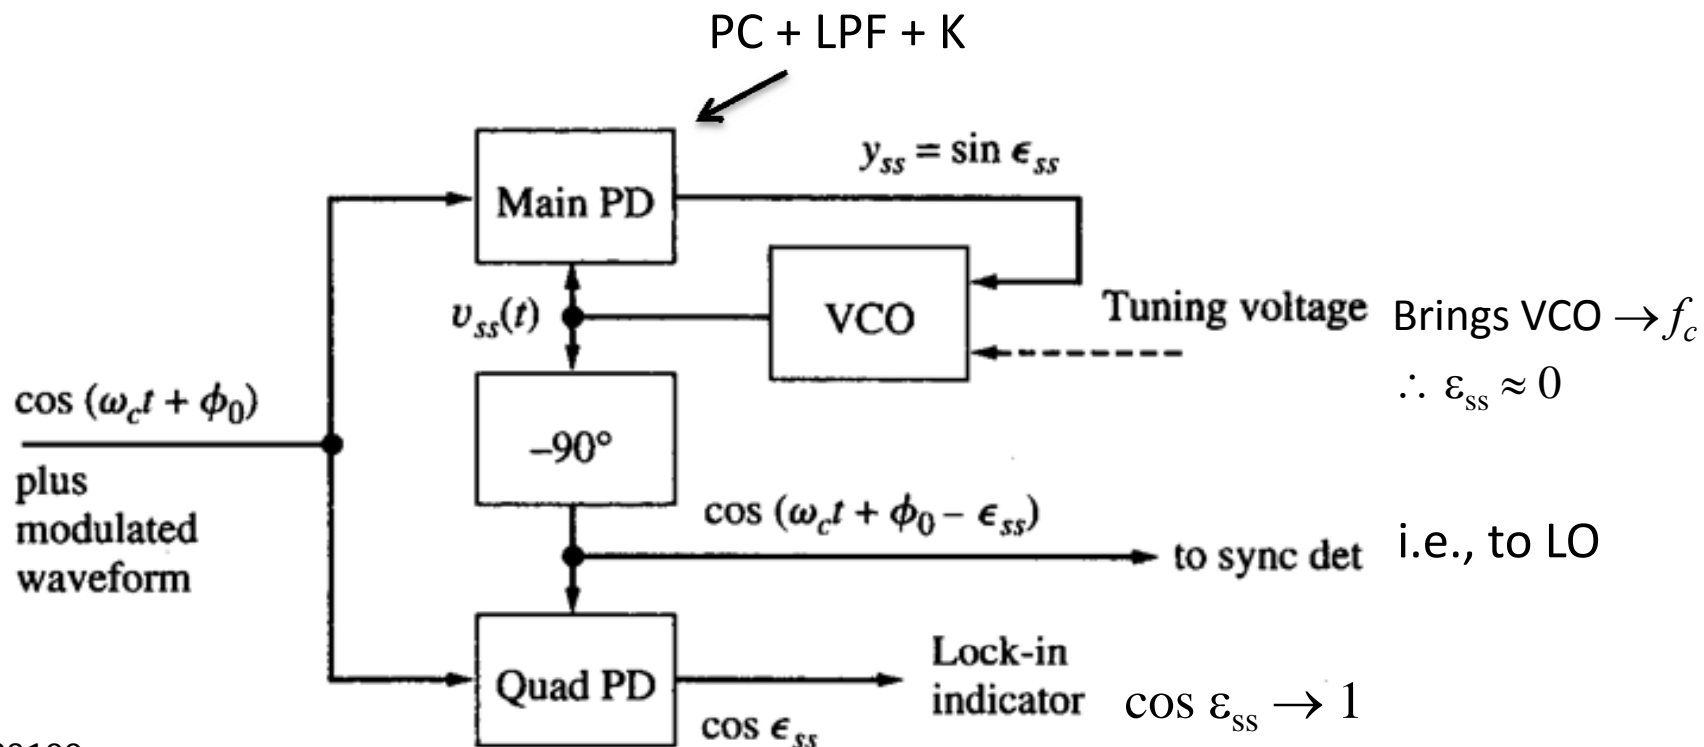 PC + LPF + K
y_ss = sin ϵ_ss
Main PD
v_ss(t)
VCO
Tuning voltage
Brings VCO → f_c
∴ ε_ss ≈ 0
cos (ω_c t + ϕ_0)
plus
modulated
waveform
–90°
cos (ω_c t + ϕ_0 – ϵ_ss)
to sync det
i.e., to LO
Quad PD
Lock-in
indicator
cos ε_ss → 1
cos ϵ_ss